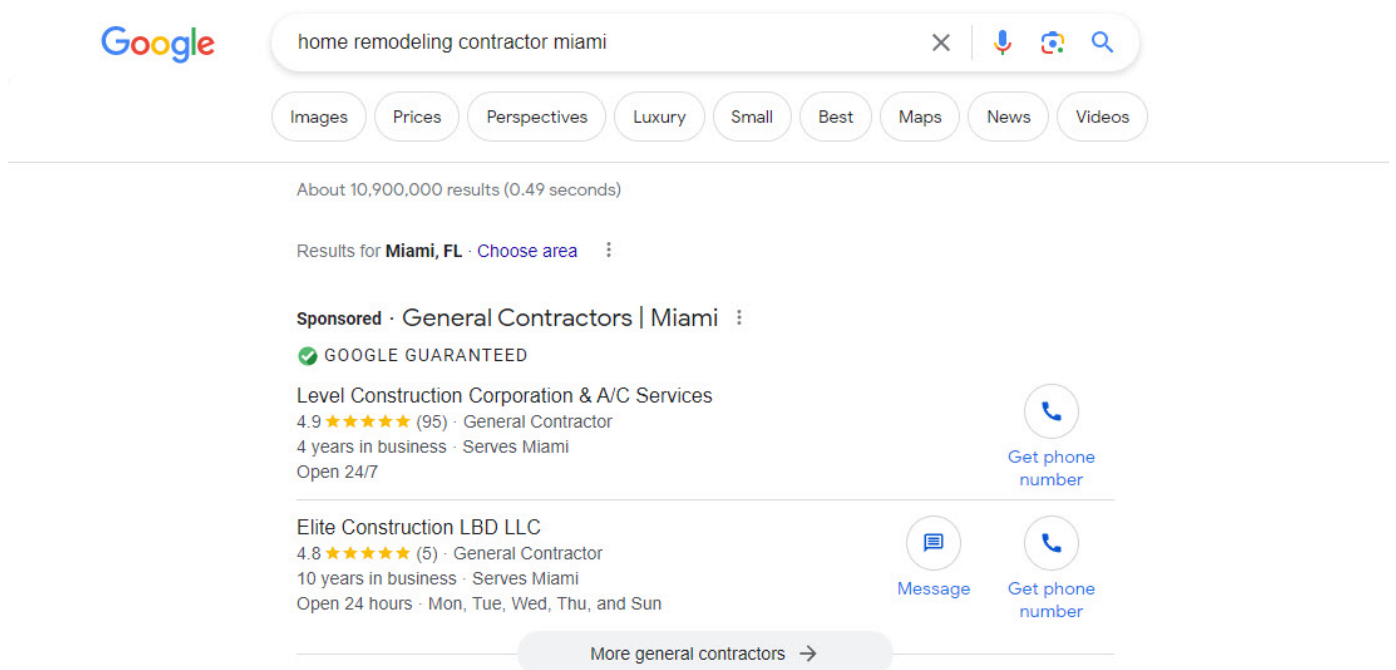 Google
home remodeling contractor miami
Images Prices Perspectives Luxury Small Best Maps News Videos
About 10,900,000 results (0.49 seconds)
Results for Miami, FL · Choose area
Sponsored · General Contractors | Miami
GOOGLE GUARANTEED
Level Construction Corporation & A/C Services
4.9 ★★★★★ (95) · General Contractor
4 years in business · Serves Miami
Open 24/7
Get phone
number
Elite Construction LBD LLC
4.8 ★★★★★ (5) · General Contractor
10 years in business · Serves Miami
Open 24 hours · Mon, Tue, Wed, Thu, and Sun
Message
Get phone
number
More general contractors →